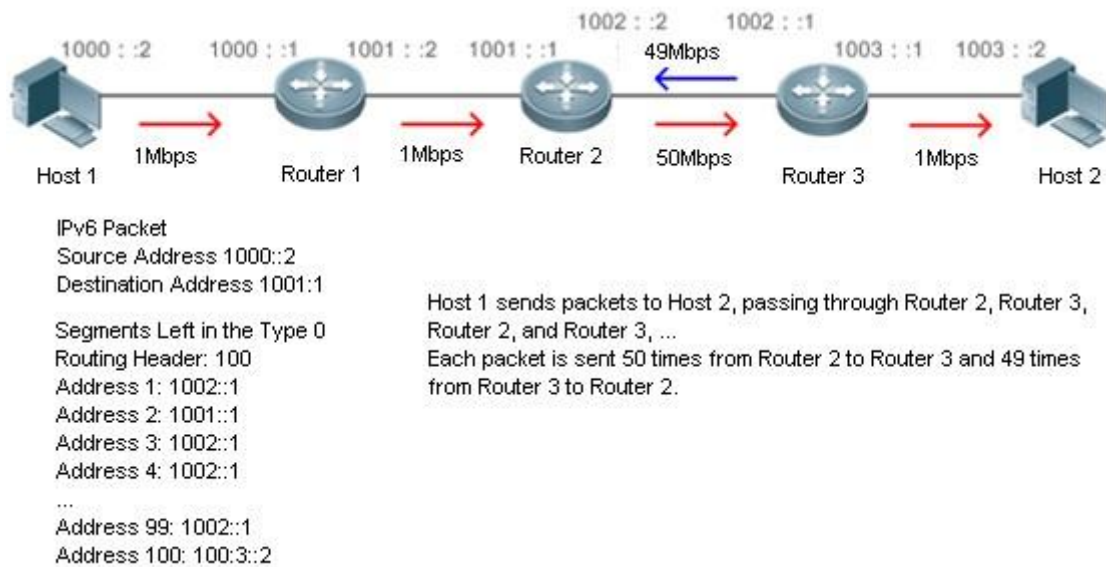 1002 : :2 1002 : :1
1000 : :2 1000 : :1 1001 : :2 1001 : :1 49Mbps 1003 : :1 1003 : :2
1Mbps 1Mbps 50Mbps 1Mbps
Host 1 Router 1 Router 2 Router 3 Host 2
IPv6 Packet
Source Address 1000::2
Destination Address 1001:1
Segments Left in the Type 0
Routing Header: 100
Address 1: 1002::1
Address 2: 1001::1
Address 3: 1002::1
Address 4: 1002::1
...
Address 99: 1002::1
Address 100: 100:3::2
Host 1 sends packets to Host 2, passing through Router 2, Router 3,
Router 2, and Router 3, ...
Each packet is sent 50 times from Router 2 to Router 3 and 49 times
from Router 3 to Router 2.